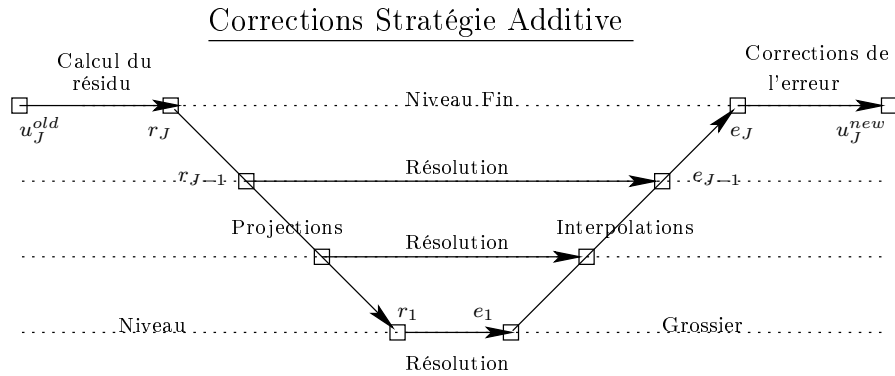 Corrections Stratégie Additive
Calcul du
résidu
Corrections de
l'erreur
Niveau Fin
u_J^{old}
r_J
e_J
u_J^{new}
r_{J-1}
Résolution
e_{J-1}
Projections
Résolution
Interpolations
r_1
e_1
Niveau
Grossier
Résolution